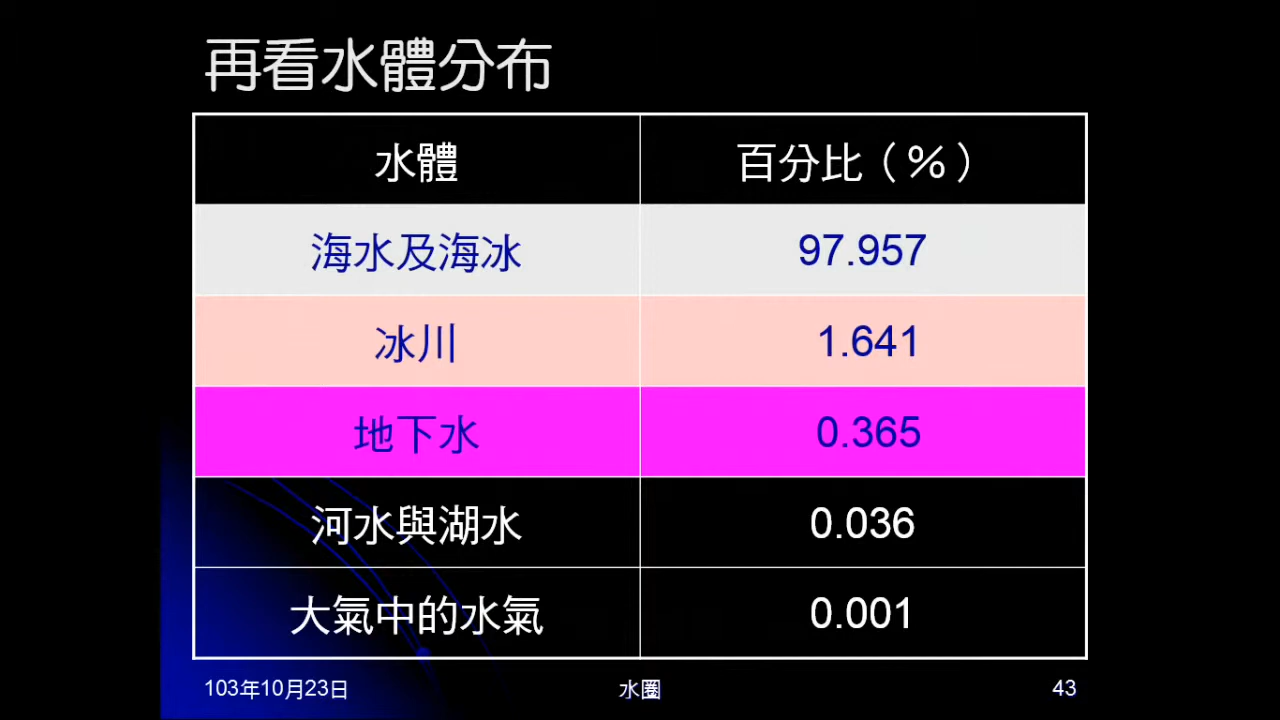 再看水體分布
水體 百分比（%）
海水及海冰 97.957
冰川 1.641
地下水 0.365
河水與湖水 0.036
大氣中的水氣 0.001
103年10月23日 水圈 43